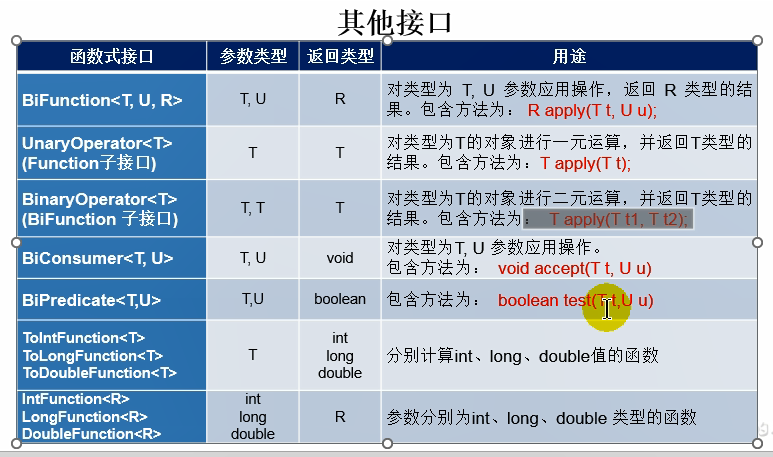 其他接口
函数式接口 参数类型 返回类型 用途
BiFunction<T, U, R> T, U R 对类型为 T, U 参数应用操作，返回 R 类型的结
果。包含方法为： R apply(T t, U u);
UnaryOperator<T>
(Function子接口) T T 对类型为T的对象进行一元运算，并返回T类型的
结果。包含方法为： T apply(T t);
BinaryOperator<T>
(BiFunction 子接口) T, T T 对类型为T的对象进行二元运算，并返回T类型的
结果。包含方法为： T apply(T t1, T t2);
BiConsumer<T, U> T, U void 对类型为T, U 参数应用操作。
包含方法为： void accept(T t, U u)
BiPredicate<T,U> T,U boolean 包含方法为： boolean test(T t,U u)
ToIntFunction<T>
ToLongFunction<T>
ToDoubleFunction<T>
T
int
long
double
分别计算int、long、double值的函数
IntFunction<R>
LongFunction<R>
DoubleFunction<R>
int
long
double
R
参数分别为int、long、double 类型的函数